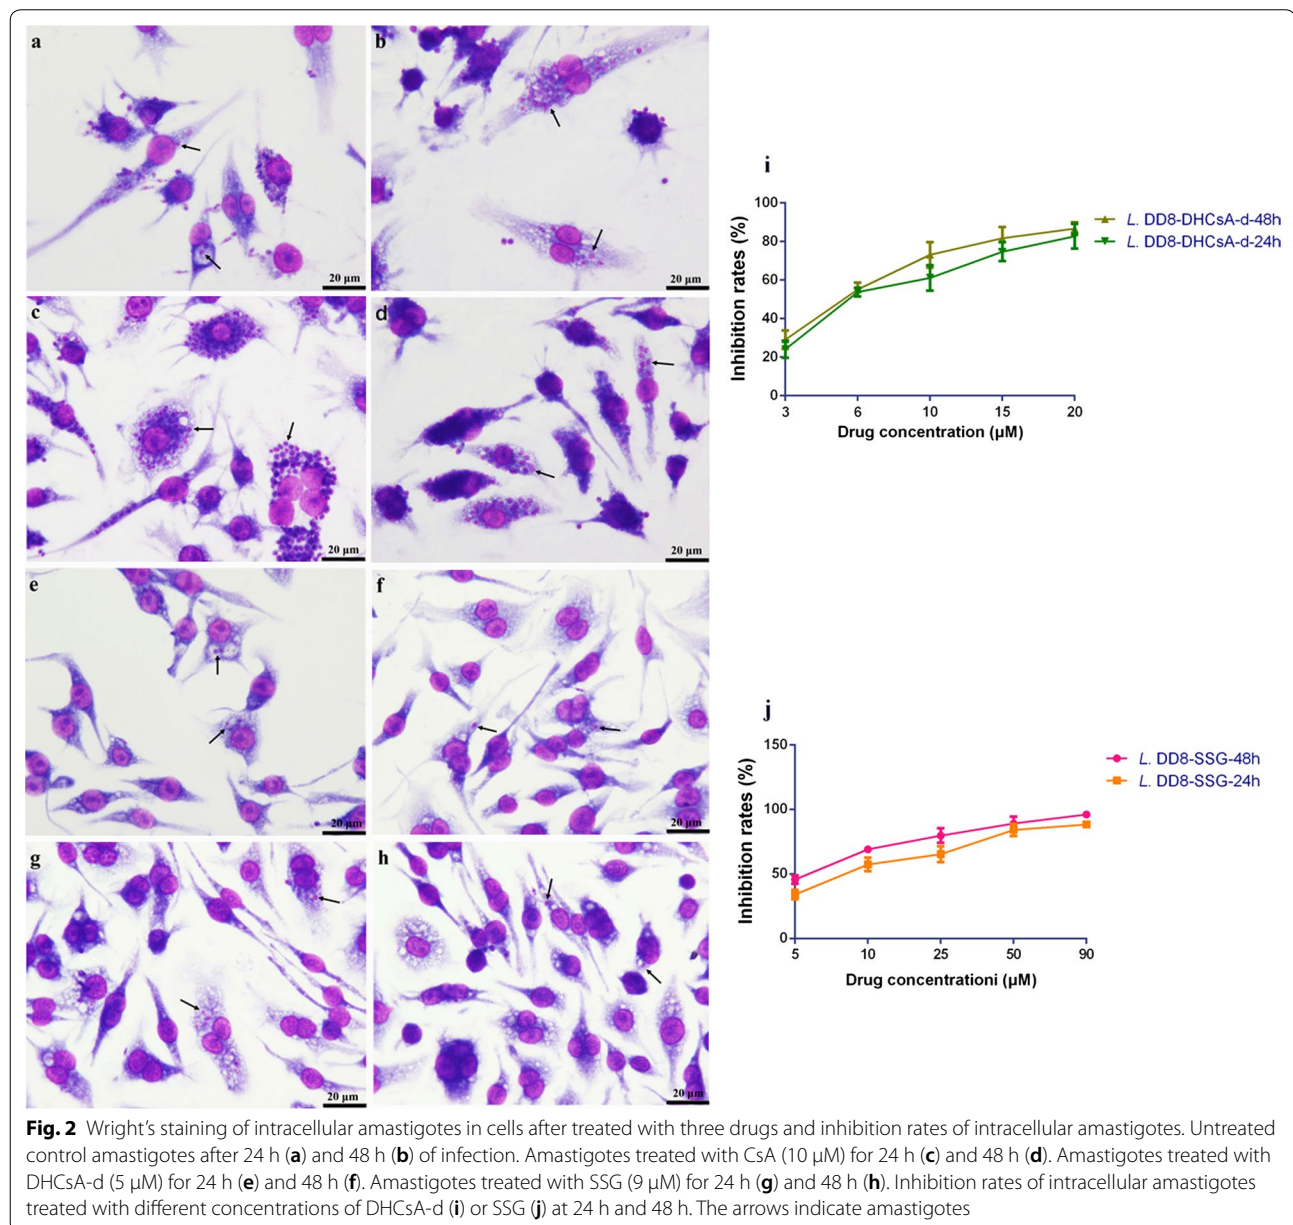 a
20 µm
b
20 µm
c
20 µm
d
20 µm
e
20 µm
f
20 µm
g
20 µm
h
20 µm
i
Inhibition rates (%)
100
80
60
40
20
0
3 6 10 15 20
Drug concentration (µM)
L. DD8-DHCsA-d-48h
L. DD8-DHCsA-d-24h
j
Inhibition rates (%)
150
100
50
0
5 10 25 50 90
Drug concentrationi (µM)
L. DD8-SSG-48h
L. DD8-SSG-24h
Fig. 2 Wright’s staining of intracellular amastigotes in cells after treated with three drugs and inhibition rates of intracellular amastigotes. Untreated
control amastigotes after 24 h (a) and 48 h (b) of infection. Amastigotes treated with CsA (10 µM) for 24 h (c) and 48 h (d). Amastigotes treated with
DHCsA-d (5 µM) for 24 h (e) and 48 h (f). Amastigotes treated with SSG (9 µM) for 24 h (g) and 48 h (h). Inhibition rates of intracellular amastigotes
treated with different concentrations of DHCsA-d (i) or SSG (j) at 24 h and 48 h. The arrows indicate amastigotes